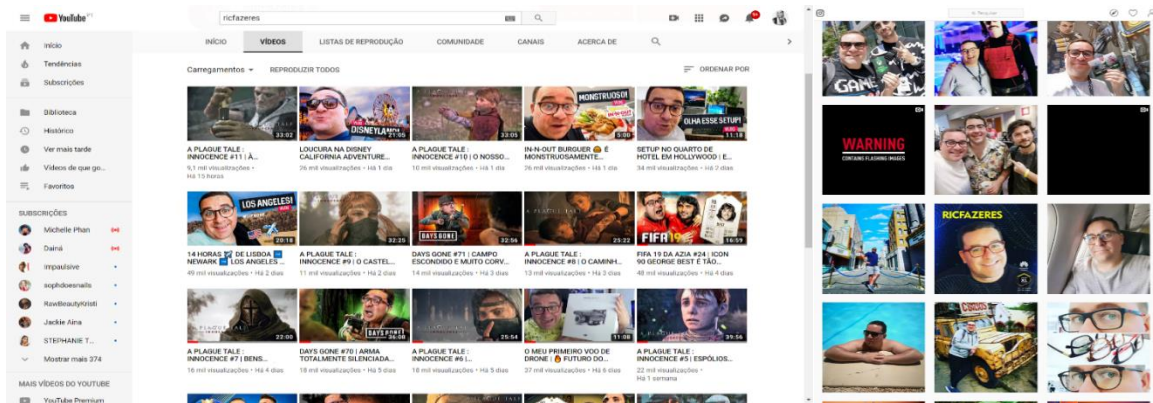 YouTube PT
ricfazeres
INÍCIO VÍDEOS LISTAS DE REPRODUÇÃO COMUNIDADE CANAIS ACERCA DE
Início
Tendências
Subscrições
Biblioteca
Histórico
Ver mais tarde
Vídeos de que go...
Favoritos
SUBSCRIÇÕES
Michelle Phan
Dainá
Impaulsive
sophdoesnails
RawBeautyKristi
Jackie Aina
STEPHANIE T...
Mostrar mais 374
MAIS VÍDEOS DO YOUTUBE
YouTube Premium
Carregamentos REPRODUZIR TODOS
ORDENAR POR
33:02
DISNEYLAND
21:05
33:05
MONSTRUOSO!
5:00
OLHA ESSE SETUP!
11:18
A PLAGUE TALE :
INNOCENCE #11 | À...
9,1 mil visualizações •
Há 15 horas
LOUCURA NA DISNEY
CALIFORNIA ADVENTURE...
26 mil visualizações • Há 1 dia
A PLAGUE TALE :
INNOCENCE #10 | O NOSSO...
10 mil visualizações • Há 1 dia
IN-N-OUT BURGUER 🍔 É
MONSTRUOSAMENTE...
26 mil visualizações • Há 1 dia
SETUP NO QUARTO DE
HOTEL EM HOLLYWOOD | E...
34 mil visualizações • Há 2 dias
LOS ANGELES!
20:18
32:25
DAYS GONE
32:56
25:22
FIFA 19
16:59
14 HORAS DE LISBOA
NEWARK LOS ANGELES ...
49 mil visualizações • Há 2 dias
A PLAGUE TALE :
INNOCENCE #9 | O CASTEL...
11 mil visualizações • Há 2 dias
DAYS GONE #71 | CAMPO
ESCONDIDO E MUITO CORV...
14 mil visualizações • Há 3 dias
A PLAGUE TALE :
INNOCENCE #8 | O CAMINH...
13 mil visualizações • Há 3 dias
FIFA 19 DA AZIA #24 | ICON
90 GEORGE BEST É TÃO...
48 mil visualizações • Há 4 dias
A PLAGUE TALE
22:00
DAYS GONE
36:08
25:54
11:08
39:56
A PLAGUE TALE :
INNOCENCE #7 | BENS...
16 mil visualizações • Há 4 dias
DAYS GONE #70 | ARMA
TOTALMENTE SILENCIADA...
18 mil visualizações • Há 5 dias
A PLAGUE TALE :
INNOCENCE #6 |...
18 mil visualizações • Há 5 dias
O MEU PRIMEIRO VOO DE
DRONE | 🔥 FUTURO DO...
37 mil visualizações • Há 6 dias
A PLAGUE TALE :
INNOCENCE #5 | ESPÓLIOS...
22 mil visualizações •
Há 1 semana
Pesquisar
WARNING
CONTAINS FLASHING IMAGES
RICFAZERES